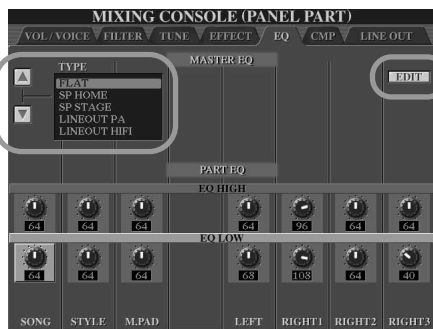 MIXING CONSOLE (PANEL PART)
VOL/VOICE FILTER TUNE EFFECT EQ CMP LINE OUT
TYPE
MASTER EQ
FLAT
SP HOME
SP STAGE
LINEOUT PA
LINEOUT HIFI
EDIT
PART EQ
EQ HIGH
64 64 64 64 96 64 64
EQ LOW
64 64 64 68 108 64 40
SONG STYLE M.PAD LEFT RIGHT1 RIGHT2 RIGHT3